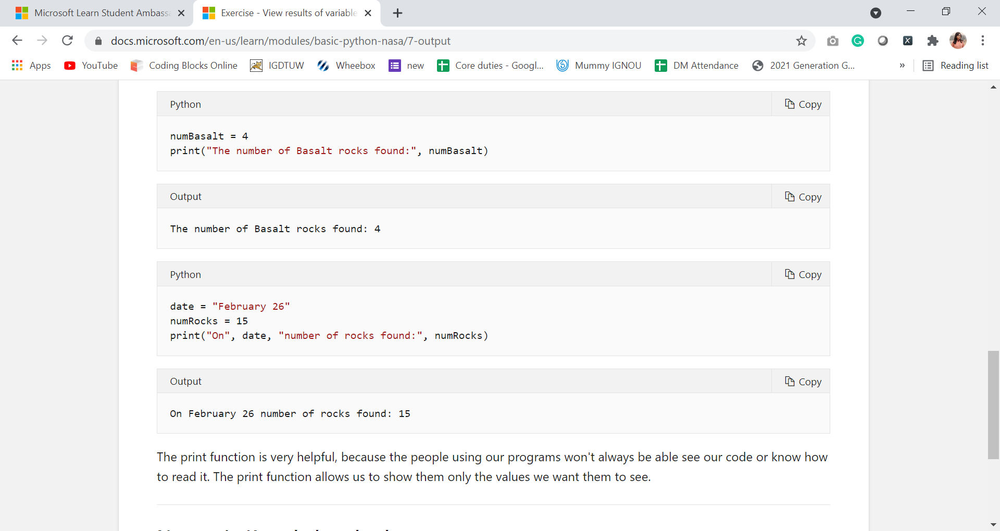 Microsoft Learn Student Ambass
Exercise - View results of variable
docs.microsoft.com/en-us/learn/modules/basic-python-nasa/7-output
Apps YouTube Coding Blocks Online IGDTUW Wheebox new Core duties - Googl... Mummy IGNOU DM Attendance 2021 Generation G... » Reading list
Python Copy
numBasalt = 4
print("The number of Basalt rocks found:", numBasalt)
Output Copy
The number of Basalt rocks found: 4
Python Copy
date = "February 26"
numRocks = 15
print("On", date, "number of rocks found:", numRocks)
Output Copy
On February 26 number of rocks found: 15
The print function is very helpful, because the people using our programs won't always be able see our code or know how
to read it. The print function allows us to show them only the values we want them to see.